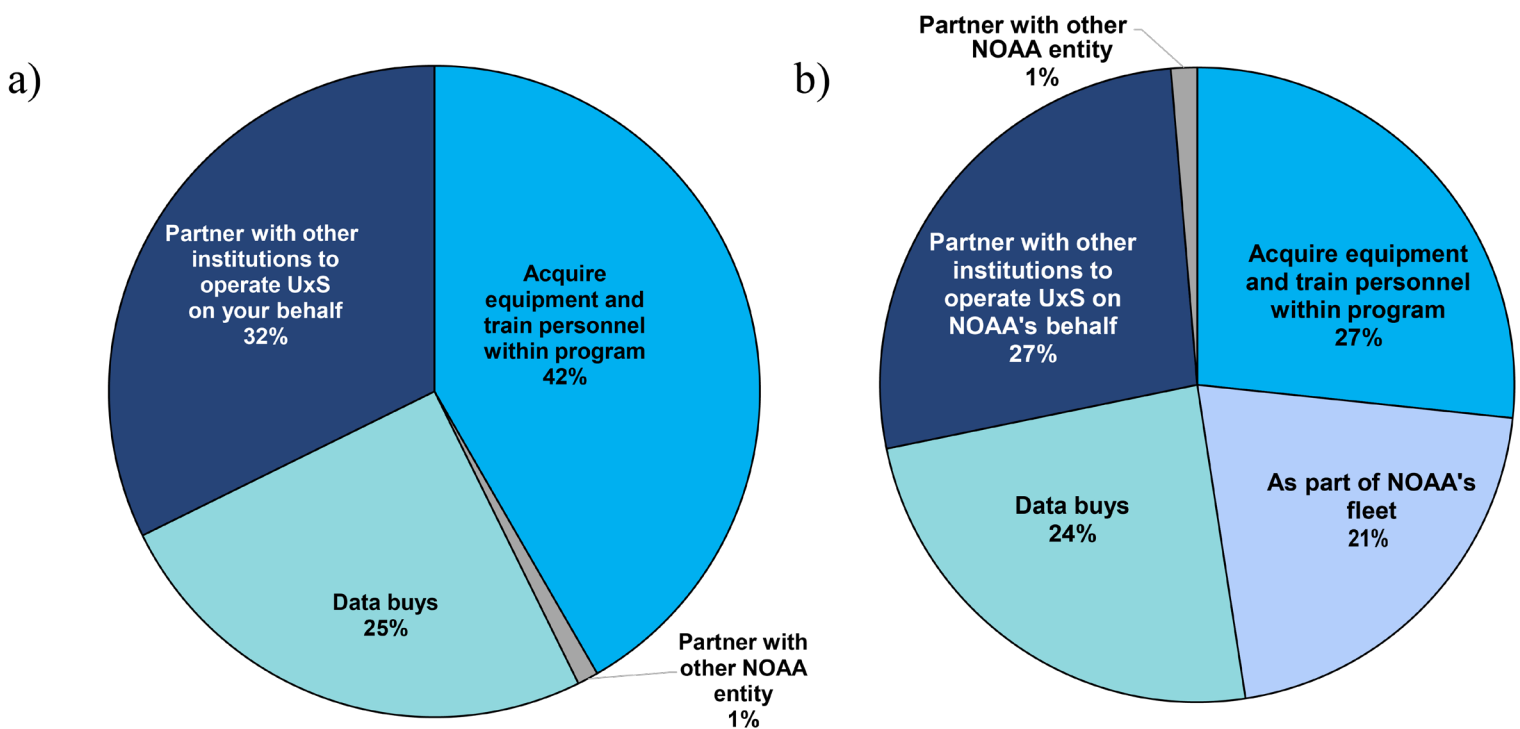 a)
Partner with other
institutions to
operate UxS
on your behalf
32%
Acquire
equipment and
train personnel
within program
42%
Data buys
25%
Partner with
other NOAA
entity
1%
b)
Partner with other
NOAA entity
1%
Partner with other
institutions to
operate UxS on
NOAA's behalf
27%
Acquire equipment
and train personnel
within program
27%
Data buys
24%
As part of NOAA's
fleet
21%